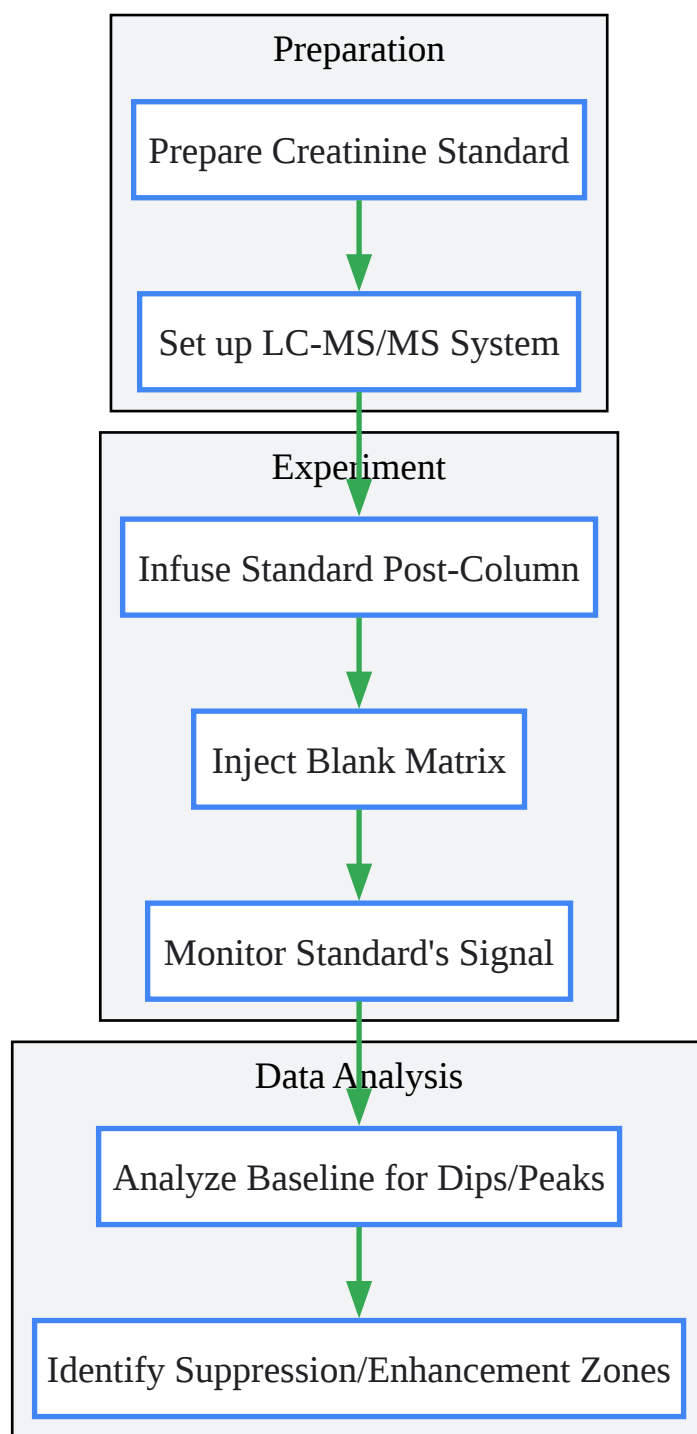 Preparation
Prepare Creatinine Standard
Set up LC-MS/MS System
Experiment
Infuse Standard Post-Column
Inject Blank Matrix
Monitor Standard's Signal
Data Analysis
Analyze Baseline for Dips/Peaks
Identify Suppression/Enhancement Zones